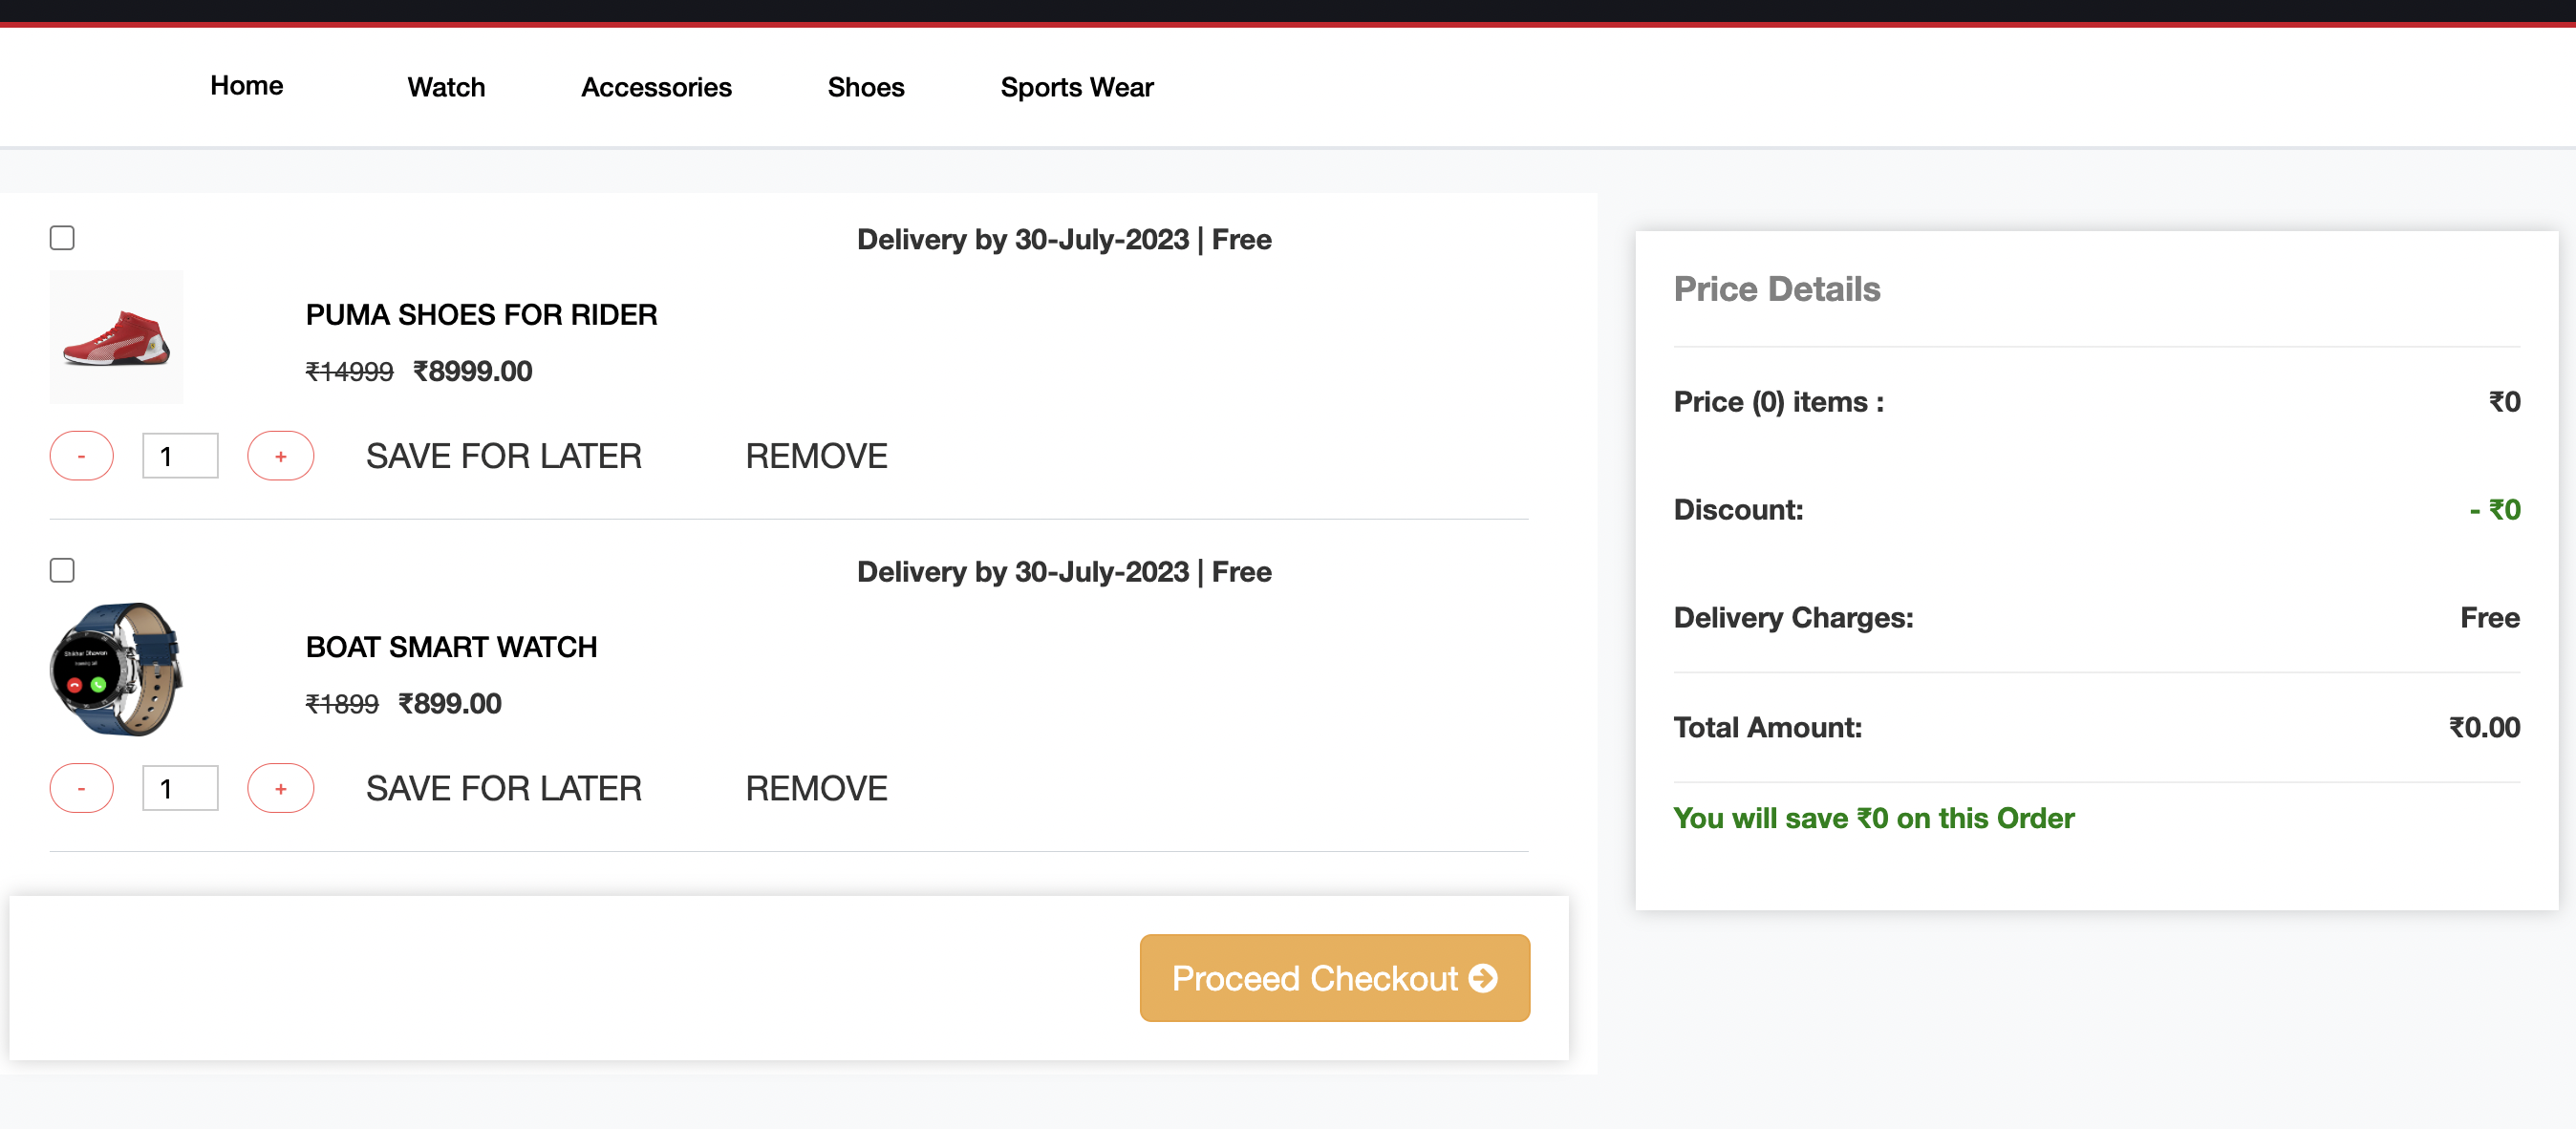 Home Watch Accessories Shoes Sports Wear
Delivery by 30-July-2023 | Free
PUMA SHOES FOR RIDER
₹14999 ₹8999.00
- 1 + SAVE FOR LATER REMOVE
Delivery by 30-July-2023 | Free
Shikhar Dhawan
BOAT SMART WATCH
₹1899 ₹899.00
- 1 + SAVE FOR LATER REMOVE
Proceed Checkout
Price Details
Price (0) items : ₹0
Discount: - ₹0
Delivery Charges: Free
Total Amount: ₹0.00
You will save ₹0 on this Order